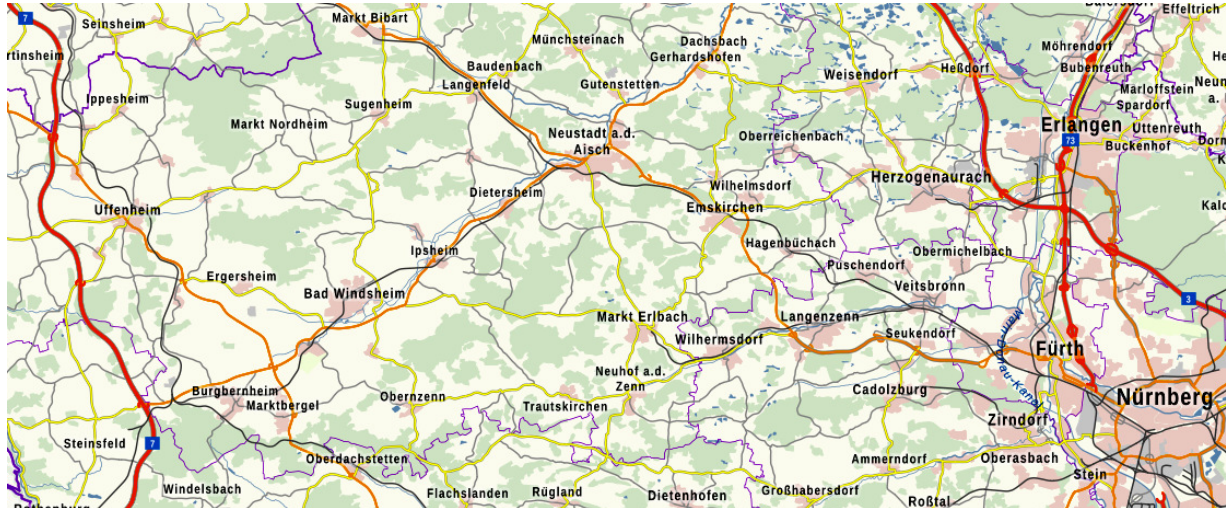 7
Seinsheim
Markt Bibart
Effeltrich
Münchsteinach
Dachsbach
Gerhardshofen
Möhrendorf
Bubenreuth
Baudenbach
Langenfeld
Gutenstetten
Weisendorf
Heßdorf
Marloffstein
Spardorf
Ippesheim
Sugenheim
Markt Nordheim
Neustadt a.d.
Aisch
Oberreichenbach
Erlangen
73
Uttenreuth
Buckenhof
Herzogenaurach
Uffenheim
Dietersheim
Wilhelmsdorf
Emskirchen
Ipsheim
Hagenbüchach
Obermichelbach
Puschendorf
Ergersheim
Bad Windsheim
Veitsbronn
3
Markt Erlbach
Langenzenn
Seukendorf
Wilhermsdorf
Main-Donau-Kanal
Fürth
Neuhof a.d.
Zenn
Burgbernheim
Marktbergel
Obernzenn
Trautskirchen
Cadolzburg
Nürnberg
Zirndorf
Steinsfeld
7
Oberdachstetten
Ammerndorf
Oberasbach
Stein
Windelsbach
Flachslanden
Rügland
Dietenhofen
Großhabersdorf
Roßtal